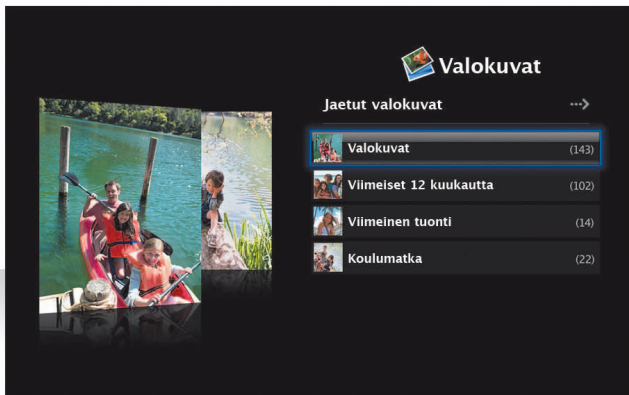 Valokuvat
Jaetut valokuvat
Valokuvat (143)
Viimeiset 12 kuukautta (102)
Viimeinen tuonti (14)
Koulumatka (22)